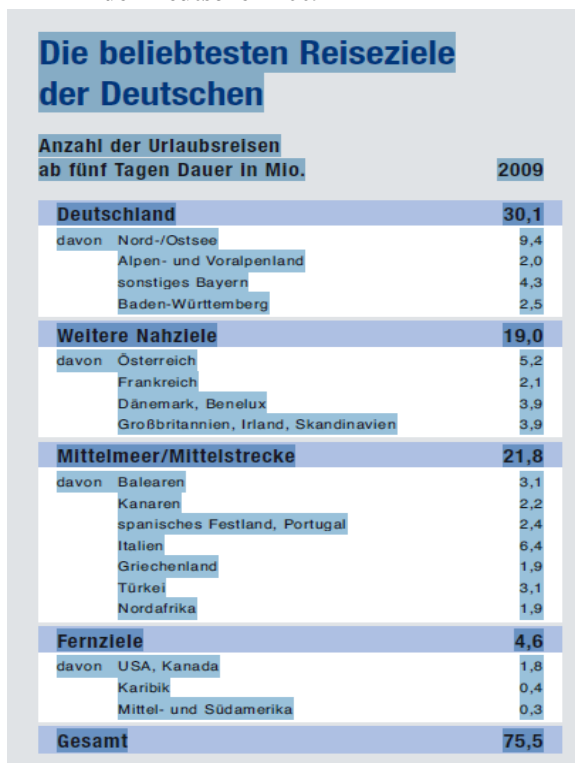 Die beliebtesten Reiseziele
der Deutschen
Anzahl der Urlaubsreisen
ab fünf Tagen Dauer in Mio. 2009
Deutschland 30,1
davon Nord-/Ostsee 9,4
Alpen- und Voralpenland 2,0
sonstiges Bayern 4,3
Baden-Württemberg 2,5
Weitere Nahziele 19,0
davon Österreich 5,2
Frankreich 2,1
Dänemark, Benelux 3,9
Großbritannien, Irland, Skandinavien 3,9
Mittelmeer/Mittelstrecke 21,8
davon Balearen 3,1
Kanaren 2,2
spanisches Festland, Portugal 2,4
Italien 6,4
Griechenland 1,9
Türkei 3,1
Nordafrika 1,9
Fernziele 4,6
davon USA, Kanada 1,8
Karibik 0,4
Mittel- und Südamerika 0,3
Gesamt 75,5